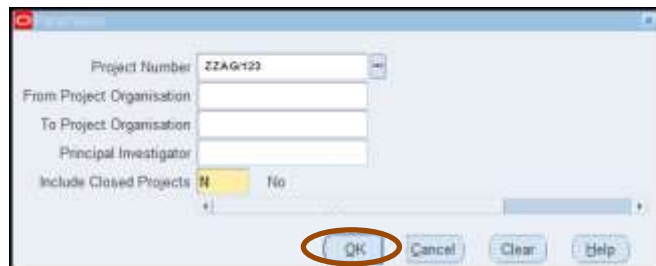 Parameters
Project Number ZZAG/123
From Project Organisation
To Project Organisation
Principal Investigator
Include Closed Projects N No
OK Cancel Clear Help